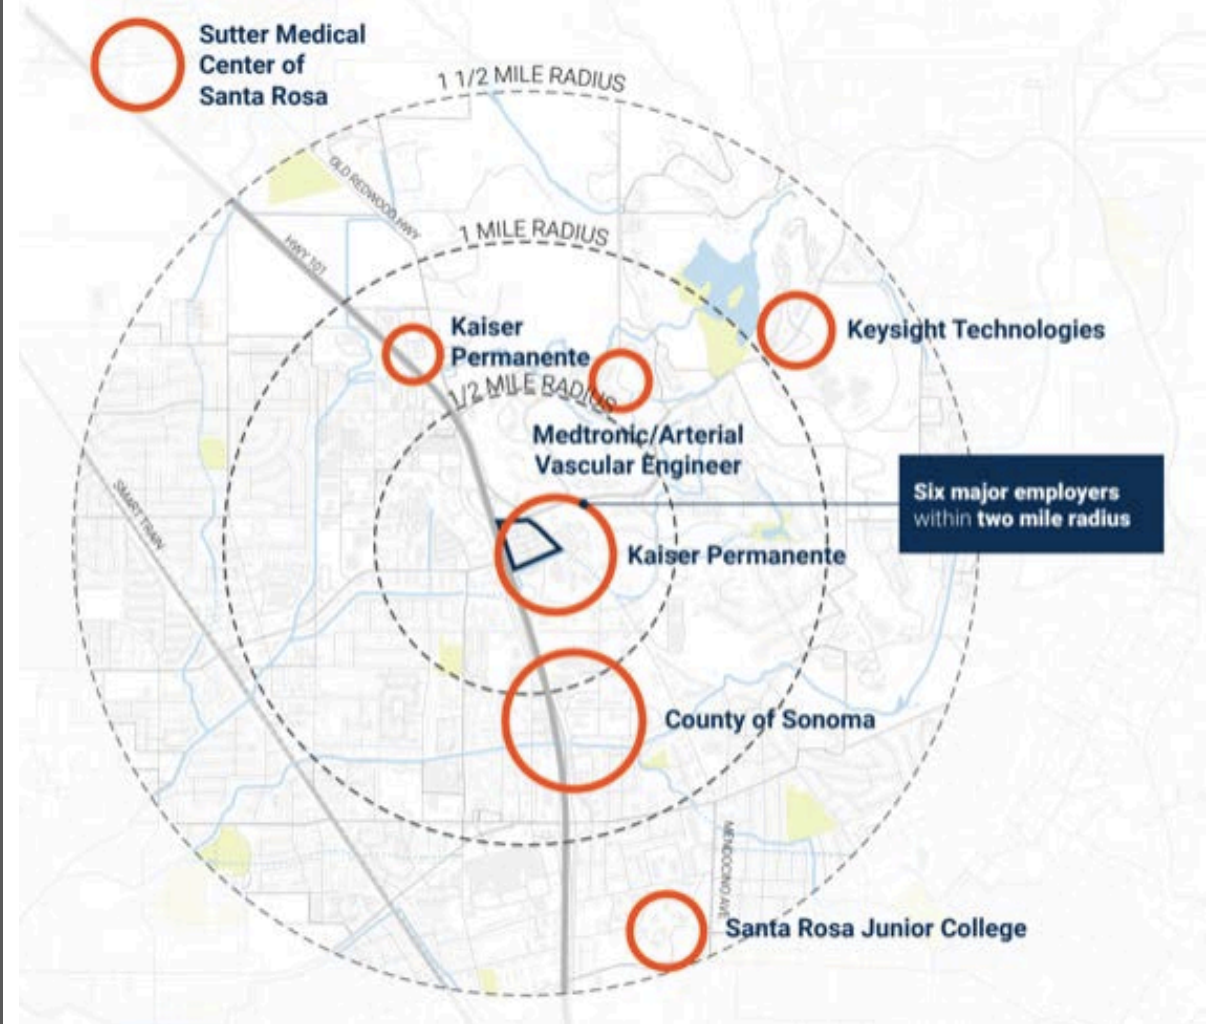 Sutter Medical
Center of
Santa Rosa
1 1/2 MILE RADIUS
OLD REDWOOD HWY
1 MILE RADIUS
HWY 101
Kaiser
Permanente
Keysight Technologies
1/2 MILE RADIUS
Medtronic/Arterial
Vascular Engineer
Six major employers
within two mile radius
SMART TRAIN
Kaiser Permanente
County of Sonoma
MENDOCINO AVE
Santa Rosa Junior College